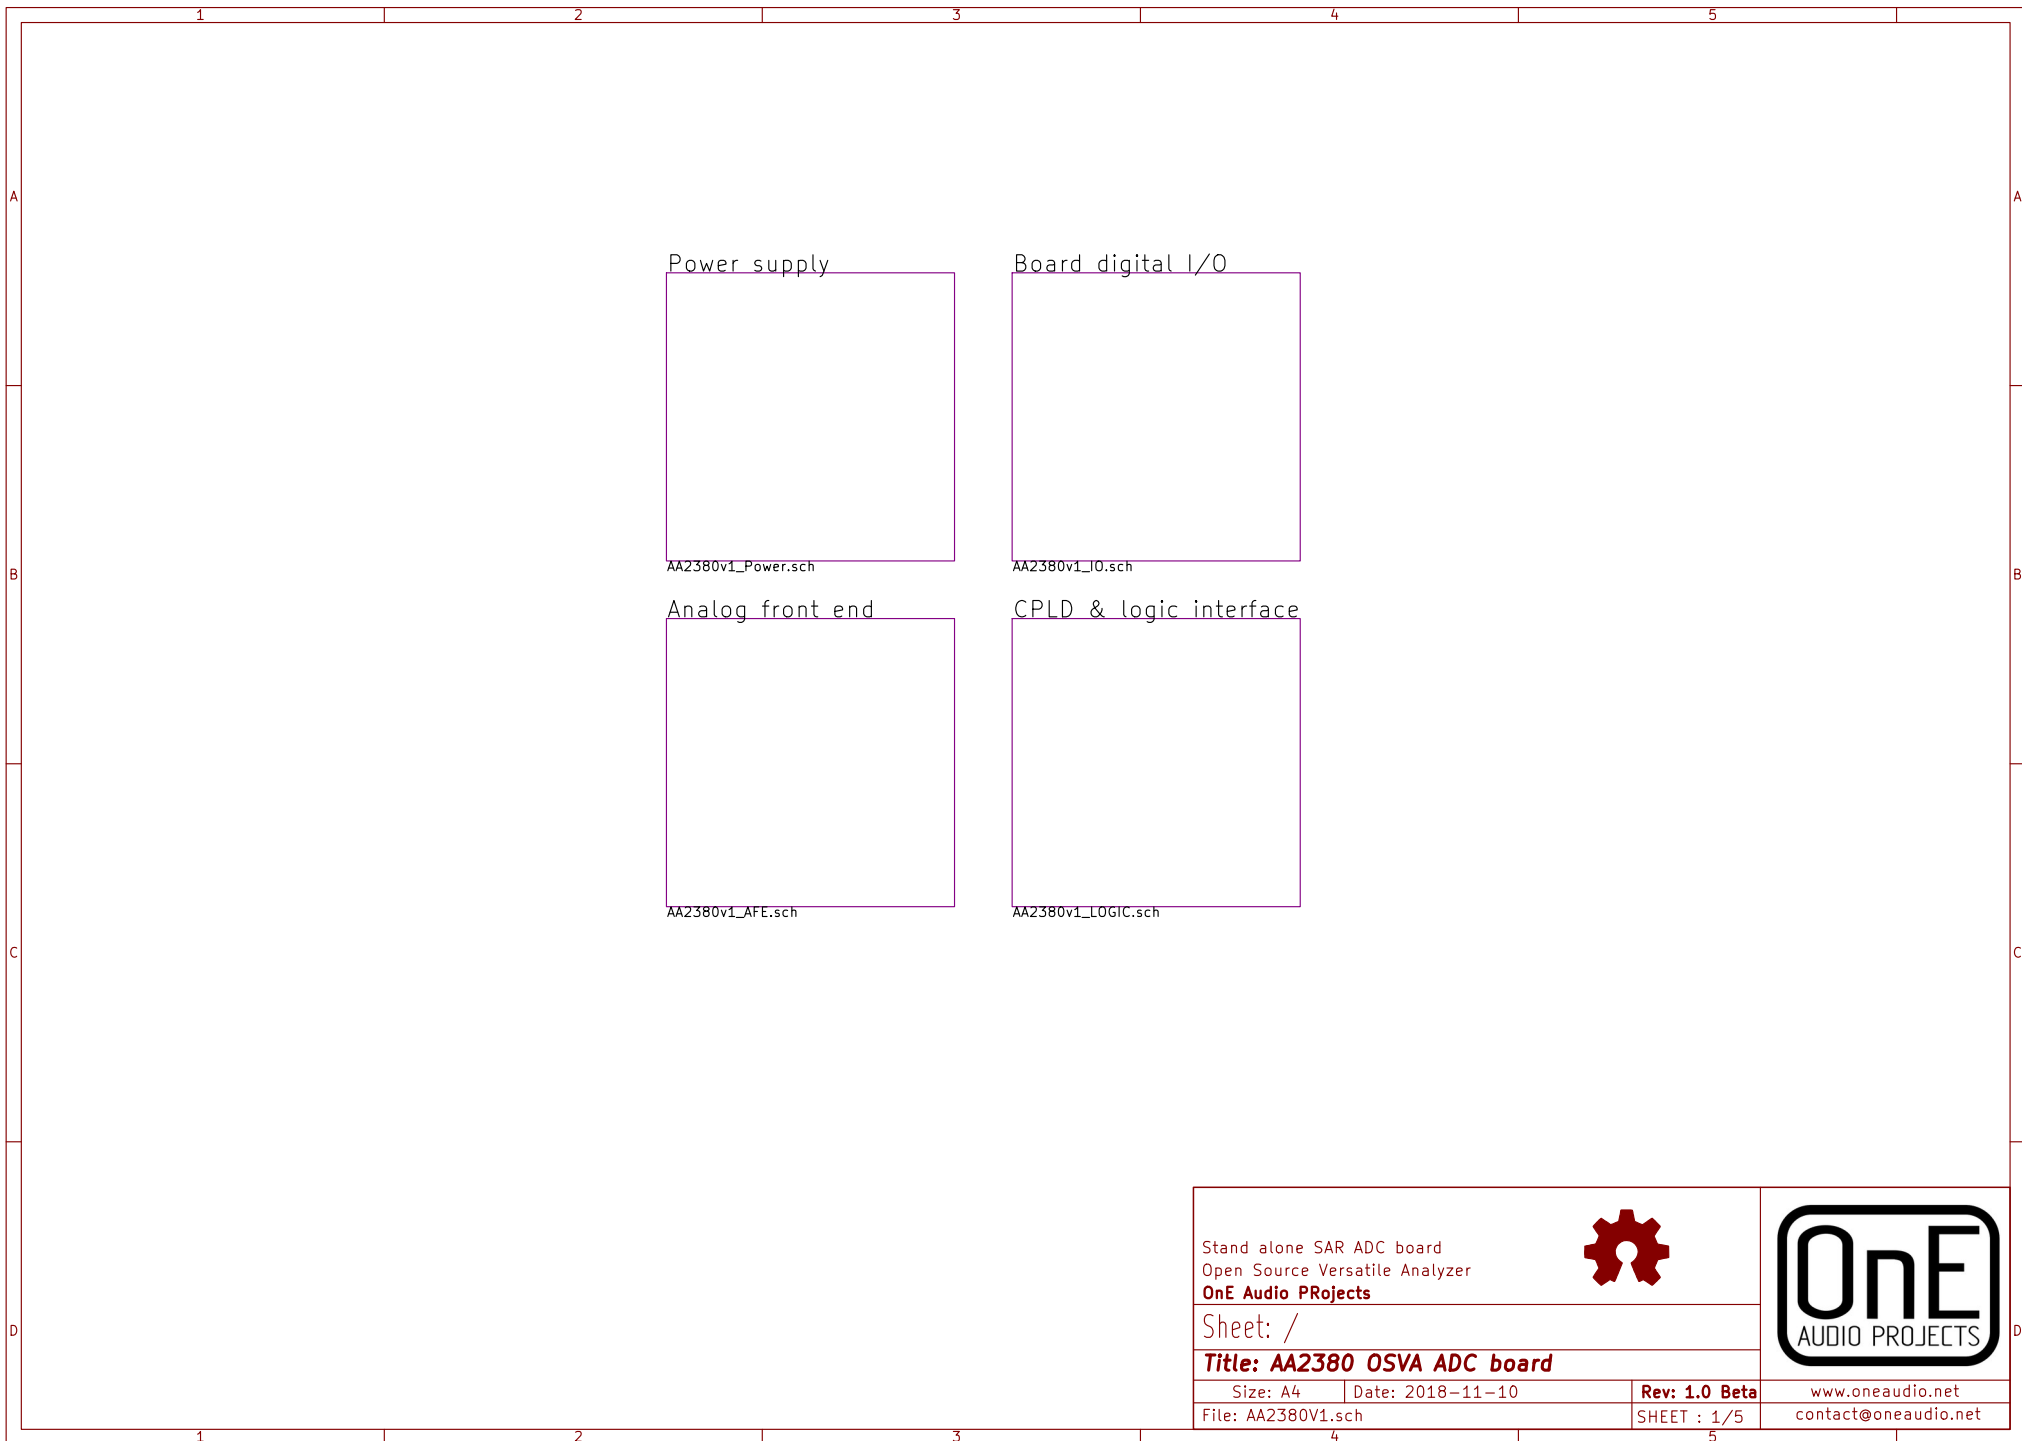 1 2 3 4 5
A A
Power supply Board digital I/O
B B
AA2380v1_Power.sch AA2380v1_IO.sch
Analog front end CPLD & logic interface
AA2380v1_AFE.sch AA2380v1_LOGIC.sch
C C
Stand alone SAR ADC board
Open Source Versatile Analyzer
OnE Audio PRojects
Sheet: /
Title: AA2380 OSVA ADC board
Size: A4 Date: 2018-11-10 Rev: 1.0 Beta
File: AA2380V1.sch SHEET : 1/5
OnE
AUDIO PROJECTS
www.oneaudio.net
contact@oneaudio.net
D D
1 2 3 4 5